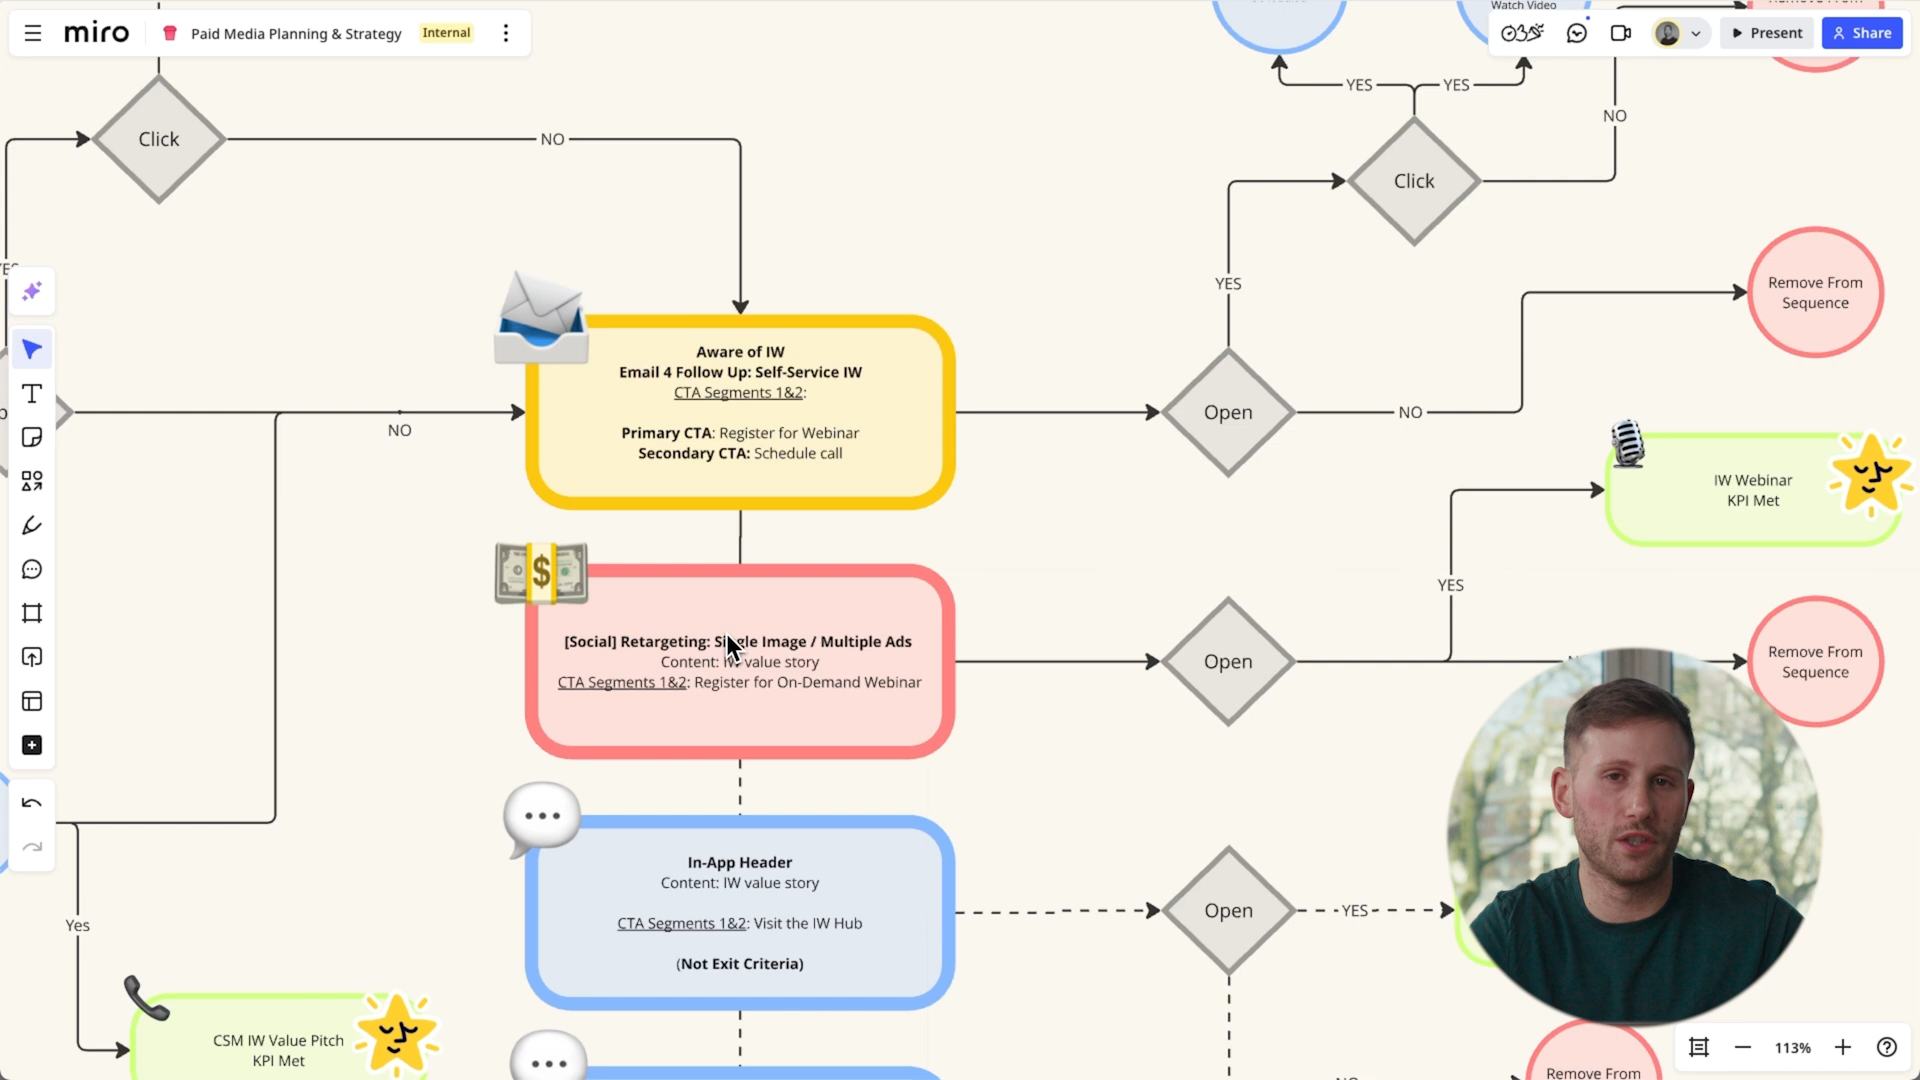 miro
Paid Media Planning & Strategy
Internal
Watch Video
Present
Share
YES
YES
NO
Click
NO
Click
YES
Remove From
Sequence
Aware of IW
Email 4 Follow Up: Self-Service IW
CTA Segments 1&2:
Primary CTA: Register for Webinar
Secondary CTA: Schedule call
Open
NO
NO
IW Webinar
KPI Met
YES
[Social] Retargeting: Single Image / Multiple Ads
Content: IW value story
CTA Segments 1&2: Register for On-Demand Webinar
Open
Remove From
Sequence
In-App Header
Content: IW value story
CTA Segments 1&2: Visit the IW Hub
(Not Exit Criteria)
Open
YES
Yes
CSM IW Value Pitch
KPI Met
113%
Remove From